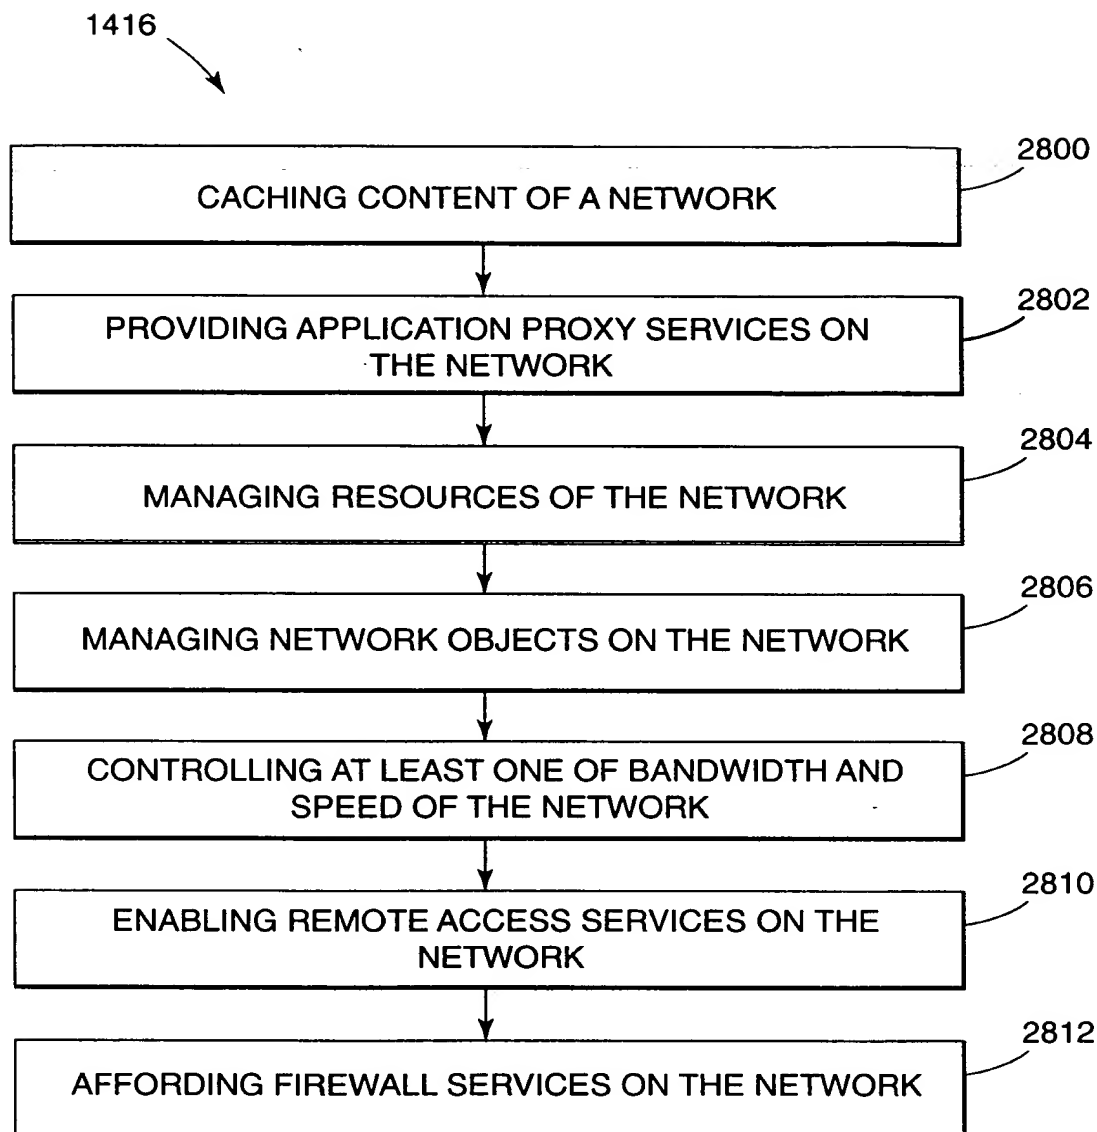 1416
2800
CACHING CONTENT OF A NETWORK
2802
PROVIDING APPLICATION PROXY SERVICES ON
THE NETWORK
2804
MANAGING RESOURCES OF THE NETWORK
2806
MANAGING NETWORK OBJECTS ON THE NETWORK
2808
CONTROLLING AT LEAST ONE OF BANDWIDTH AND
SPEED OF THE NETWORK
2810
ENABLING REMOTE ACCESS SERVICES ON THE
NETWORK
2812
AFFORDING FIREWALL SERVICES ON THE NETWORK